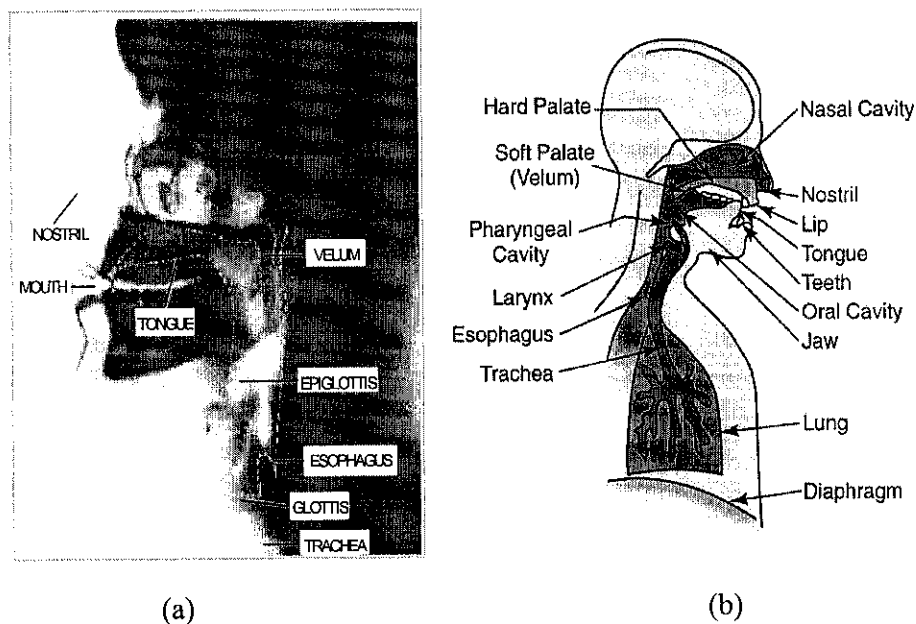 NOSTRIL
MOUTH
TONGUE
VELUM
EPIGLOTTIS
ESOPHAGUS
GLOTTIS
TRACHEA
(a)
Hard Palate
Soft Palate
(Velum)
Pharyngeal
Cavity
Larynx
Esophagus
Trachea
Nasal Cavity
Nostril
Lip
Tongue
Teeth
Oral Cavity
Jaw
Lung
Diaphragm
(b)